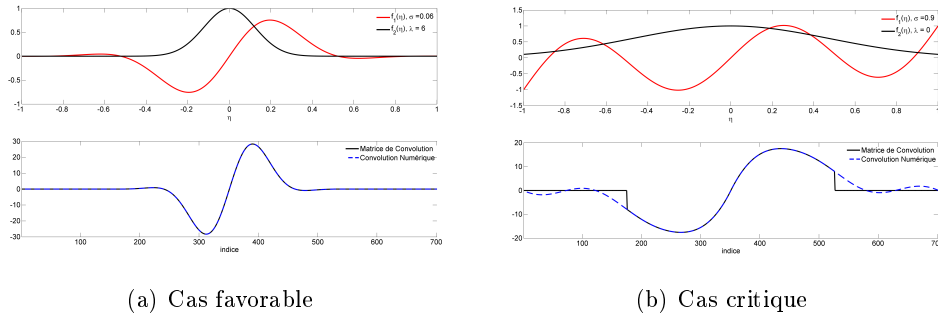 f₁(η), σ =0.06
f₂(η), λ = 6
1
0.5
0
-0.5
-1
-1 -0.8 -0.6 -0.4 -0.2 0 0.2 0.4 0.6 0.8 1
η
Matrice de Convolution
Convolution Numérique
30
20
10
0
-10
-20
-30
100 200 300 400 500 600 700
indice
(a) Cas favorable
f₁(η), σ =0.9
f₂(η), λ = 0
1.5
1
0.5
0
-0.5
-1
-1.5
-1 -0.8 -0.6 -0.4 -0.2 0 0.2 0.4 0.6 0.8 1
η
Matrice de Convolution
Convolution Numérique
20
10
0
-10
-20
100 200 300 400 500 600 700
indice
(b) Cas critique